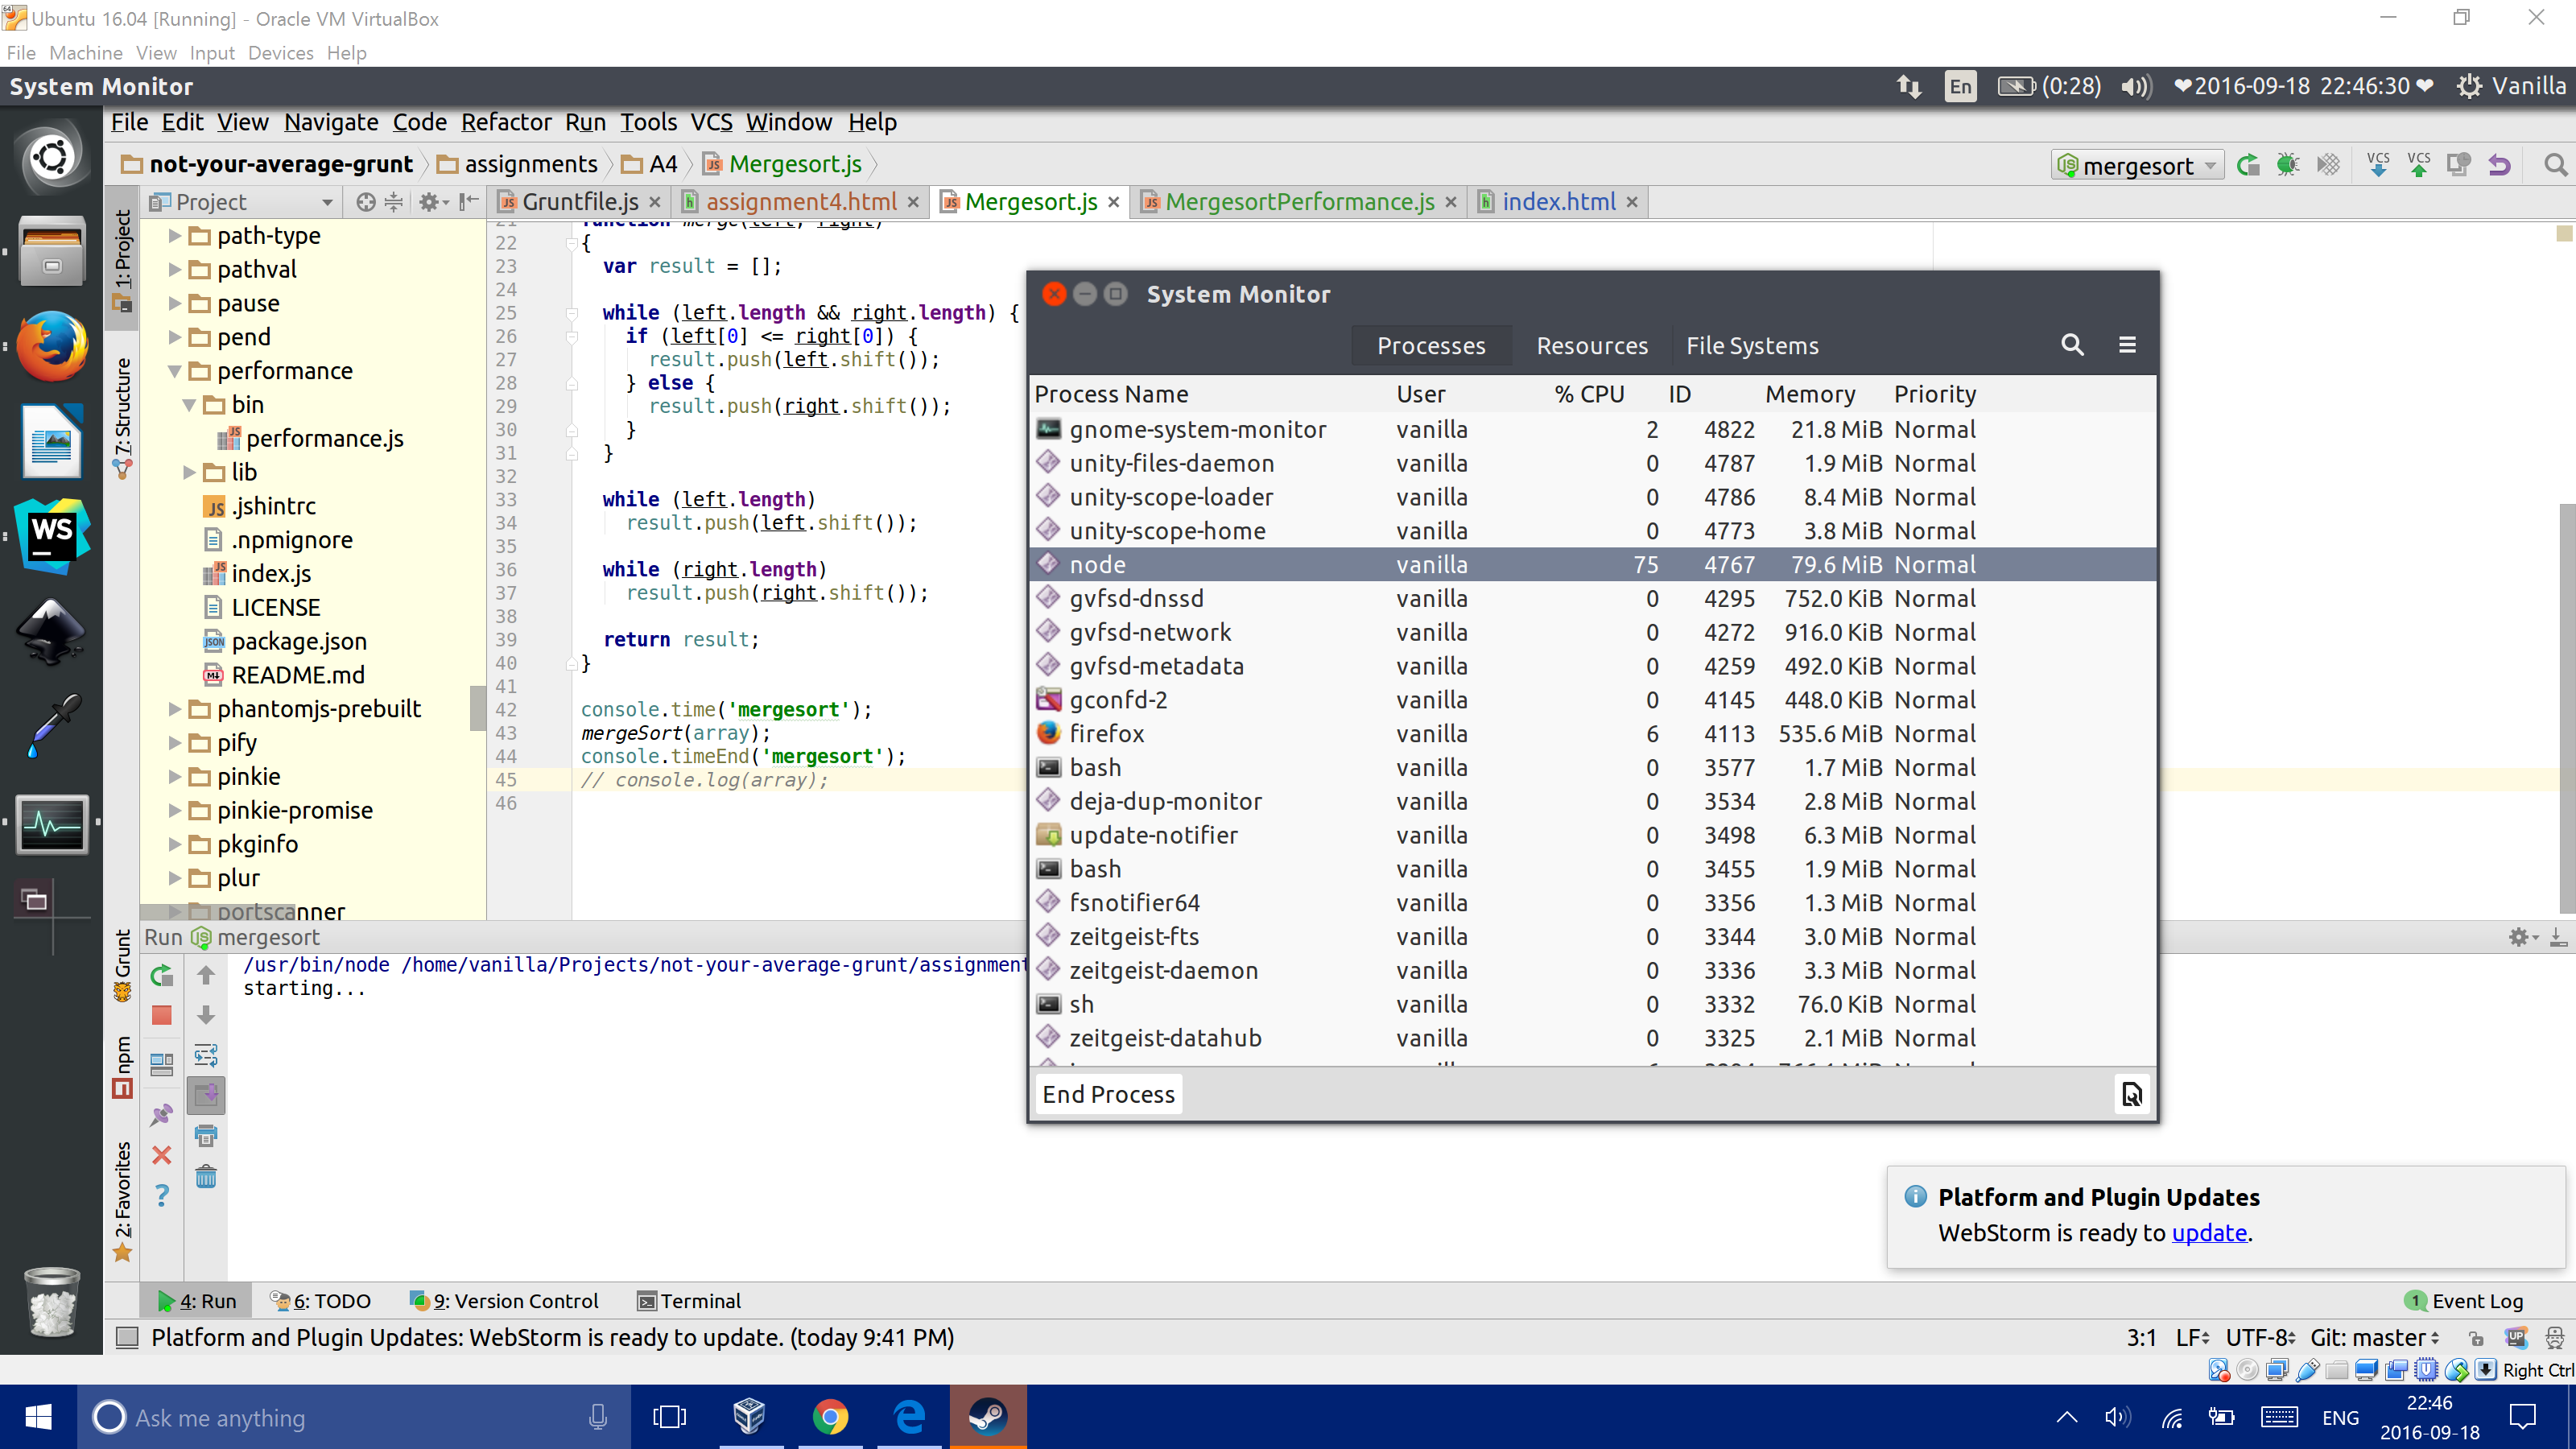 Ubuntu 16.04 [Running] - Oracle VM VirtualBox
File Machine View Input Devices Help
System Monitor
En (0:28) ❤2016-09-18 22:46:30❤ Vanilla
File Edit View Navigate Code Refactor Run Tools VCS Window Help
not-your-average-grunt assignments A4 Mergesort.js
mergesort VCS VCS
Project
Gruntfile.js assignment4.html Mergesort.js MergesortPerformance.js index.html
1: Project
7: Structure
Grunt
npm
2: Favorites
path-type
pathval
pause
pend
performance
bin
performance.js
lib
.jshintrc
.npmignore
index.js
LICENSE
package.json
README.md
phantomjs-prebuilt
pify
pinkie
pinkie-promise
pkginfo
plur
portscanner
21 function merge(left, right)
22 {
23 var result = [];
24
25 while (left.length && right.length) {
26 if (left[0] <= right[0]) {
27 result.push(left.shift());
28 } else {
29 result.push(right.shift());
30 }
31 }
32
33 while (left.length)
34 result.push(left.shift());
35
36 while (right.length)
37 result.push(right.shift());
38
39 return result;
40 }
41
42 console.time('mergesort');
43 mergeSort(array);
44 console.timeEnd('mergesort');
45 // console.log(array);
46
System Monitor
Processes Resources File Systems
Process Name User % CPU ID Memory Priority
gnome-system-monitor vanilla 2 4822 21.8 MiB Normal
unity-files-daemon vanilla 0 4787 1.9 MiB Normal
unity-scope-loader vanilla 0 4786 8.4 MiB Normal
unity-scope-home vanilla 0 4773 3.8 MiB Normal
node vanilla 75 4767 79.6 MiB Normal
gvfsd-dnssd vanilla 0 4295 752.0 KiB Normal
gvfsd-network vanilla 0 4272 916.0 KiB Normal
gvfsd-metadata vanilla 0 4259 492.0 KiB Normal
gconfd-2 vanilla 0 4145 448.0 KiB Normal
firefox vanilla 6 4113 535.6 MiB Normal
bash vanilla 0 3577 1.7 MiB Normal
deja-dup-monitor vanilla 0 3534 2.8 MiB Normal
update-notifier vanilla 0 3498 6.3 MiB Normal
bash vanilla 0 3455 1.9 MiB Normal
fsnotifier64 vanilla 0 3356 1.3 MiB Normal
zeitgeist-fts vanilla 0 3344 3.0 MiB Normal
zeitgeist-daemon vanilla 0 3336 3.3 MiB Normal
sh vanilla 0 3332 76.0 KiB Normal
zeitgeist-datahub vanilla 0 3325 2.1 MiB Normal
End Process
Run mergesort
/usr/bin/node /home/vanilla/Projects/not-your-average-grunt/assignment
starting...
Platform and Plugin Updates
WebStorm is ready to update.
4: Run 6: TODO 9: Version Control Terminal 1 Event Log
Platform and Plugin Updates: WebStorm is ready to update. (today 9:41 PM) 3:1 LF UTF-8 Git: master
Right Ctrl
Ask me anything
ENG
22:46
2016-09-18
WS